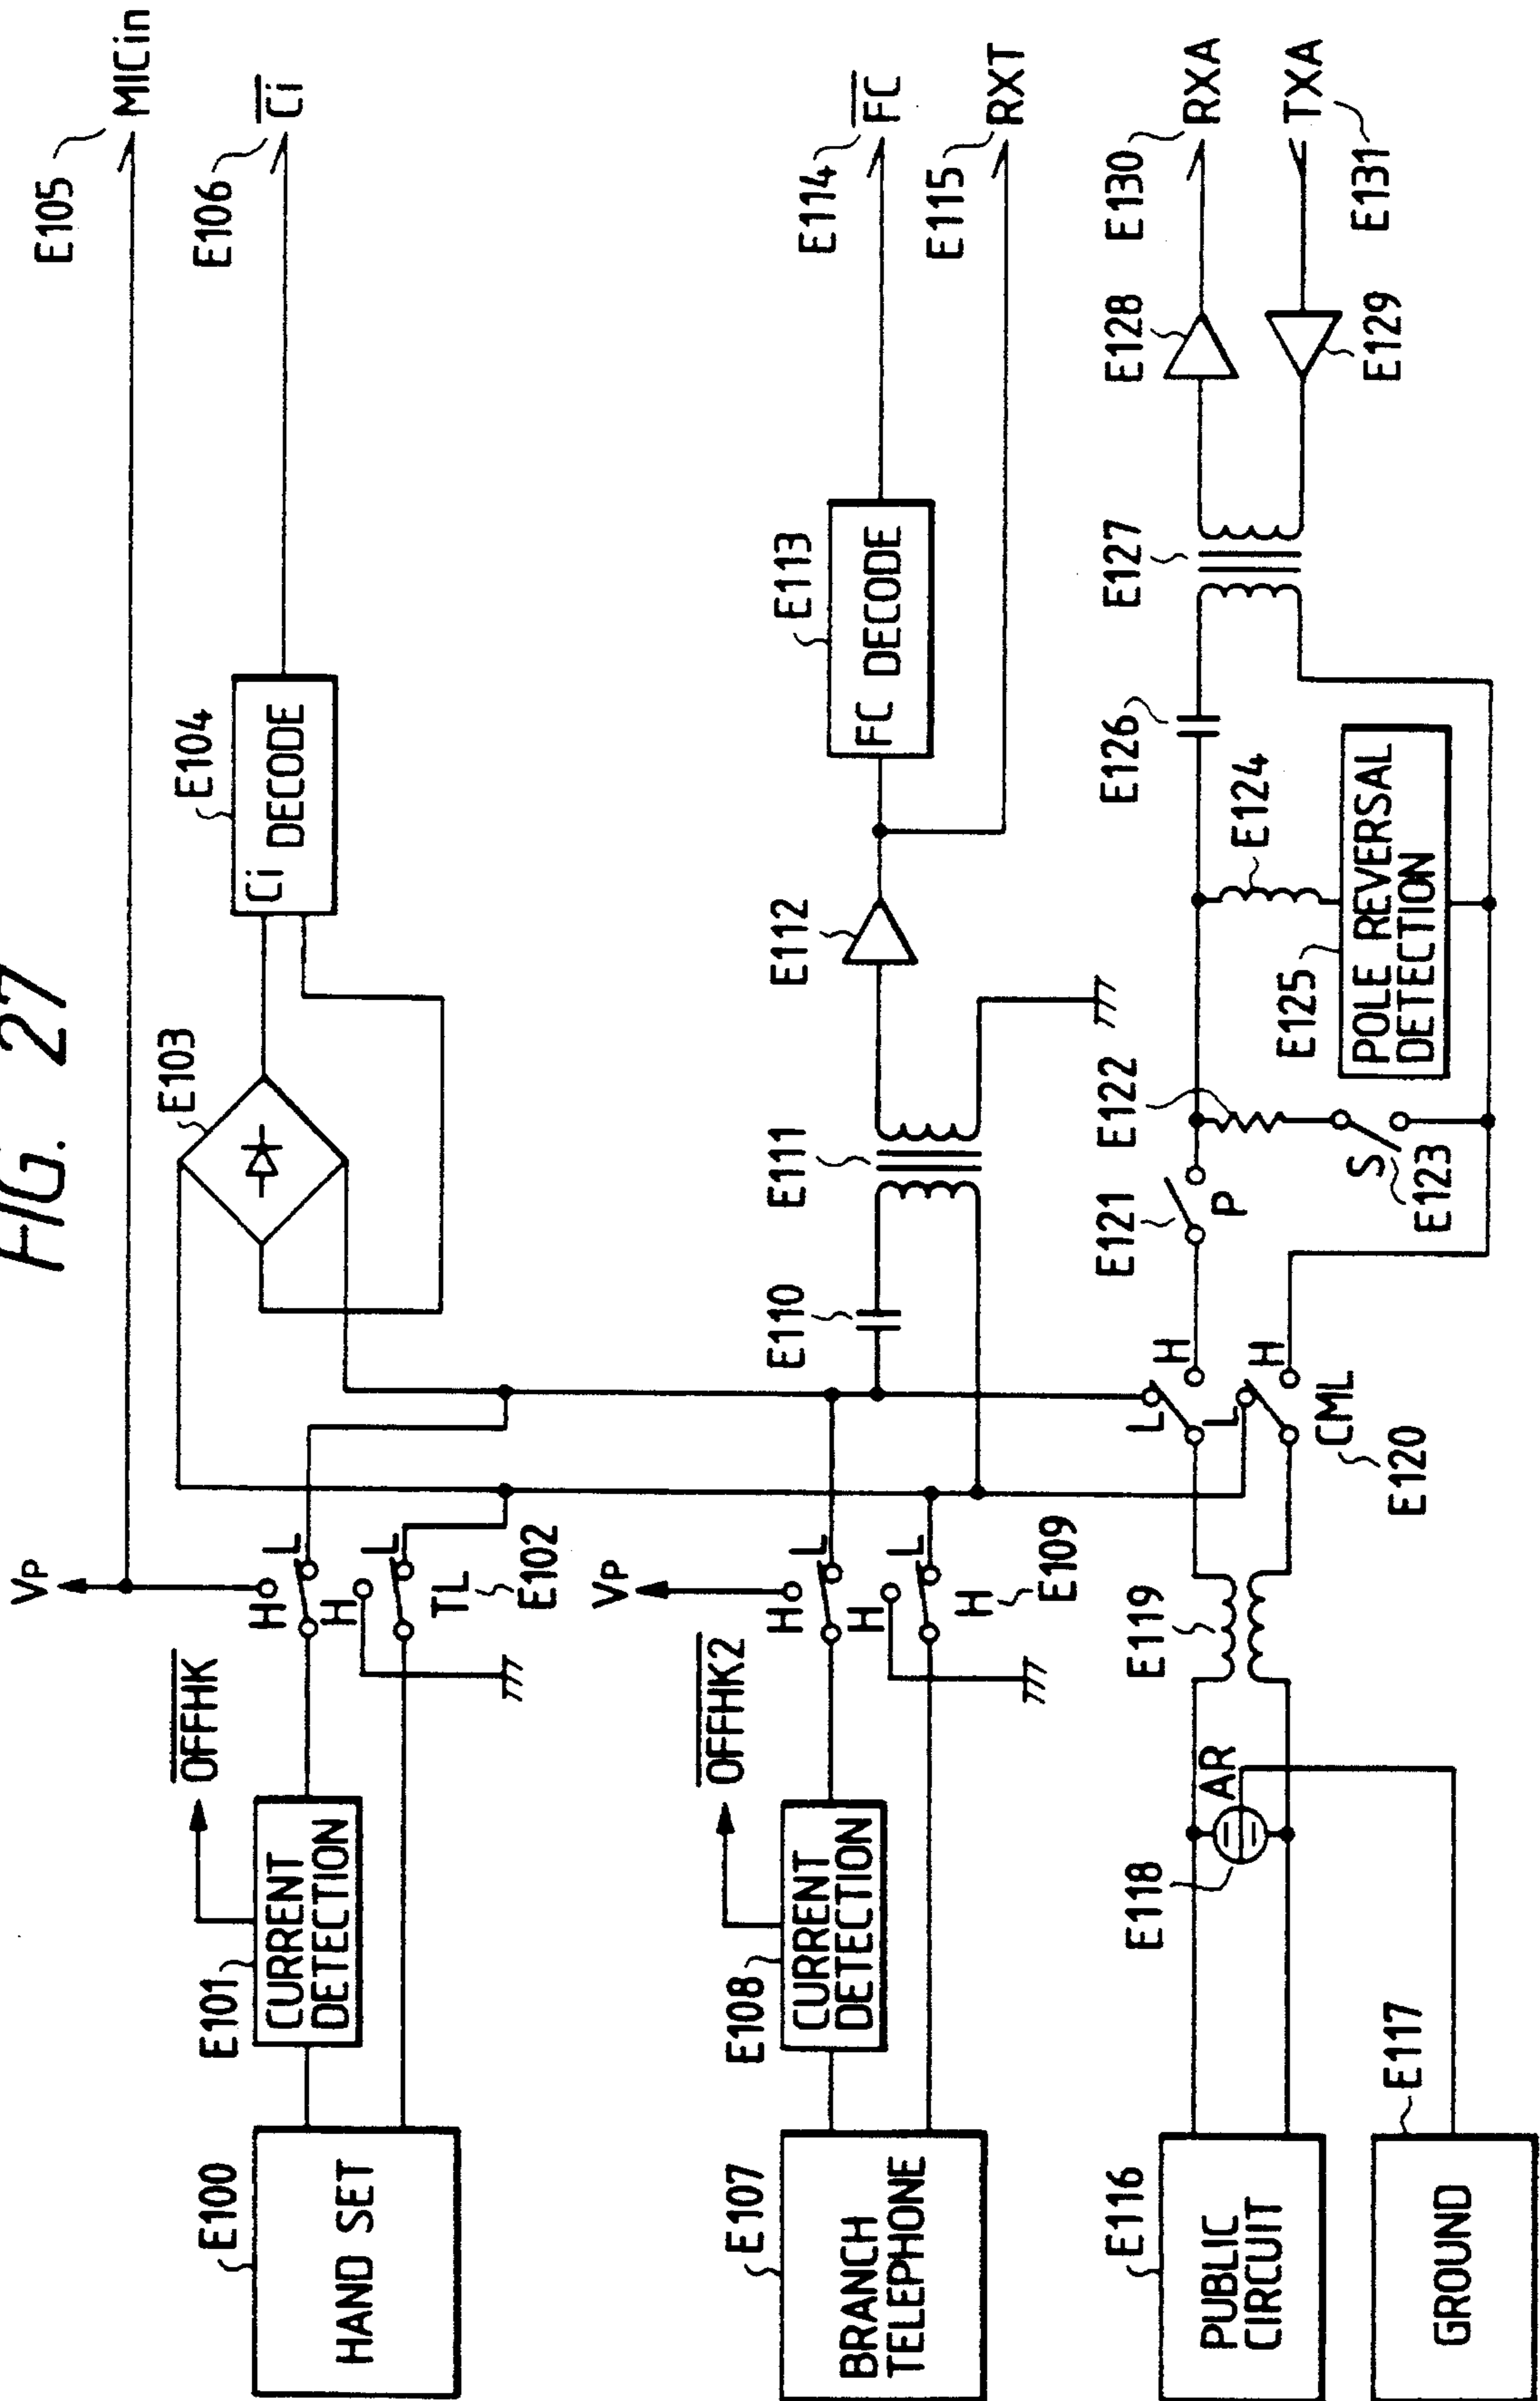 FIG. 27
E105
MICin
E106
Ci
E104
Ci DECODE
E103
VP
OFFHK
H
L
H
L
TL
E102
E101
CURRENT
DETECTION
E100
HAND SET
E114
FC
E115
RXT
E113
FC DECODE
E112
E111
E110
VP
OFFHK2
H
L
H
L
H
E109
E108
CURRENT
DETECTION
E107
BRANCH
TELEPHONE
E130
RXA
TXA
E131
E128
E129
E127
E126
E124
POLE REVERSAL
DETECTION
E125
E122
S
E123
E121
P
H
L
H
L
CML
E120
E119
AR
E118
E116
PUBLIC
CIRCUIT
E117
GROUND